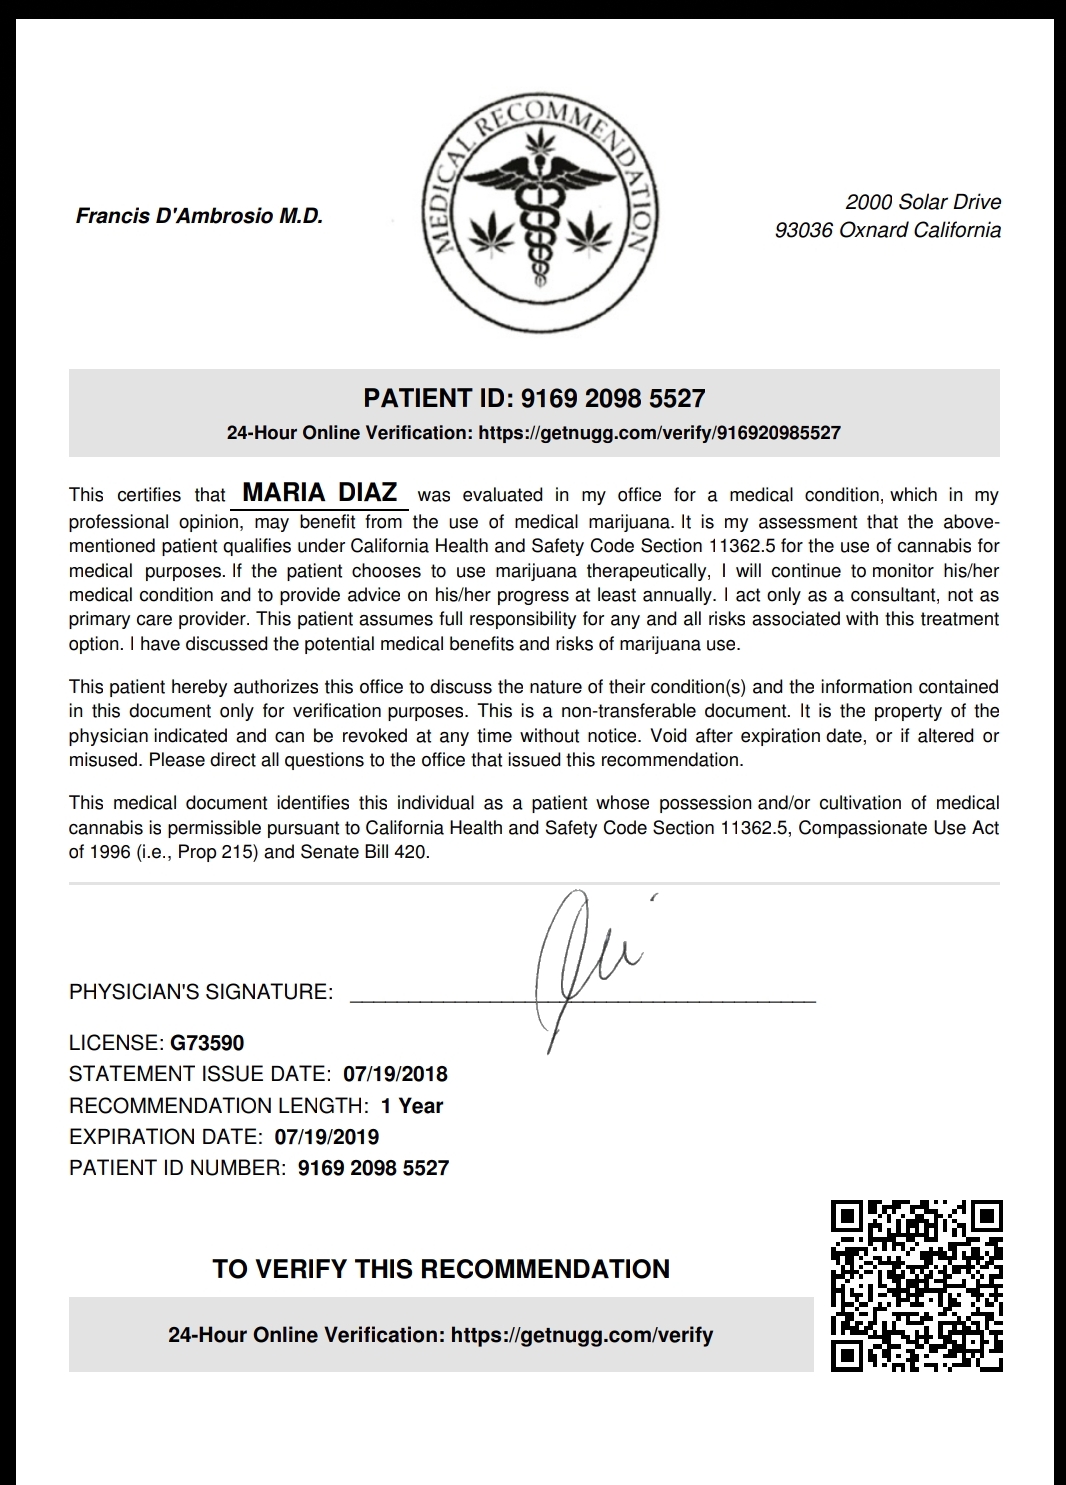 MEDICAL RECOMMENDATION
Francis D'Ambrosio M.D.
2000 Solar Drive
93036 Oxnard California
PATIENT ID: 9169 2098 5527
24-Hour Online Verification: https://getnugg.com/verify/916920985527
This certifies that MARIA DIAZ was evaluated in my office for a medical condition, which in my
professional opinion, may benefit from the use of medical marijuana. It is my assessment that the above-
mentioned patient qualifies under California Health and Safety Code Section 11362.5 for the use of cannabis for
medical purposes. If the patient chooses to use marijuana therapeutically, I will continue to monitor his/her
medical condition and to provide advice on his/her progress at least annually. I act only as a consultant, not as
primary care provider. This patient assumes full responsibility for any and all risks associated with this treatment
option. I have discussed the potential medical benefits and risks of marijuana use.
This patient hereby authorizes this office to discuss the nature of their condition(s) and the information contained
in this document only for verification purposes. This is a non-transferable document. It is the property of the
physician indicated and can be revoked at any time without notice. Void after expiration date, or if altered or
misused. Please direct all questions to the office that issued this recommendation.
This medical document identifies this individual as a patient whose possession and/or cultivation of medical
cannabis is permissible pursuant to California Health and Safety Code Section 11362.5, Compassionate Use Act
of 1996 (i.e., Prop 215) and Senate Bill 420.
PHYSICIAN'S SIGNATURE:
LICENSE: G73590
STATEMENT ISSUE DATE: 07/19/2018
RECOMMENDATION LENGTH: 1 Year
EXPIRATION DATE: 07/19/2019
PATIENT ID NUMBER: 9169 2098 5527
TO VERIFY THIS RECOMMENDATION
24-Hour Online Verification: https://getnugg.com/verify